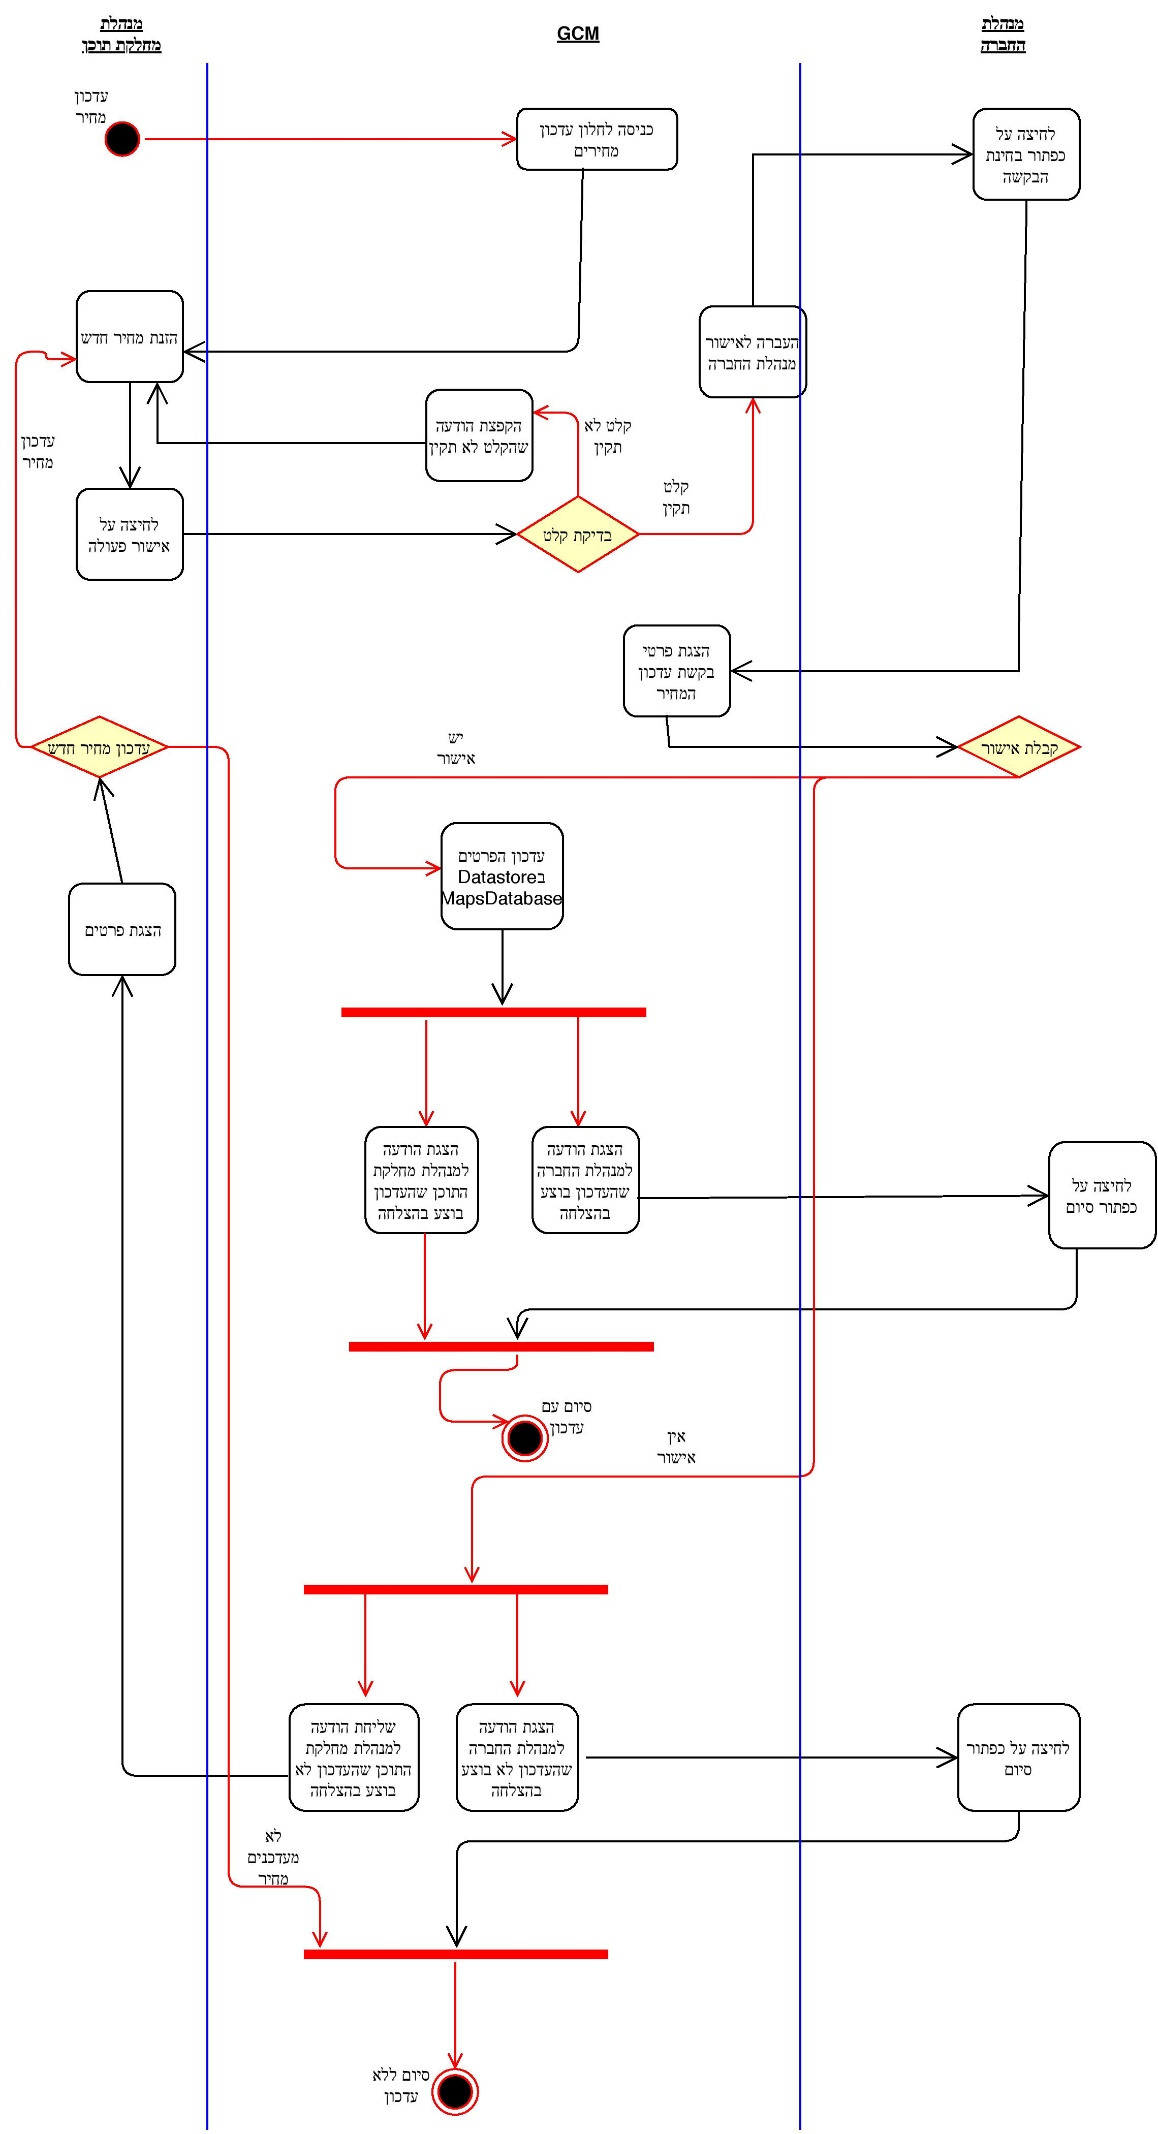 מנהלת
מחלקת תוכן
GCM
מנהלת
החברה
עדכון
מחיר
כניסה לחלון עדכון
מחירים
לחיצה על
כפתור בחינת
הבקשה
הזנת מחיר חדש
העברה לאישור
מנהלת החברה
הקפצת הודעה
שהקלט לא תקין
קלט לא
תקין
עדכון
מחיר
קלט
תקין
לחיצה על
אישור פעולה
בדיקת קלט
הצגת פרטי
בקשת עדכון
המחיר
עדכון מחיר חדש
יש
אישור
קבלת אישור
עדכון הפרטים
בDatastore
MapsDatabase
הצגת פרטים
הצגת הודעה
למנהלת מחלקת
התוכן שהעדכון
בוצע בהצלחה
הצגת הודעה
למנהלת החברה
שהעדכון בוצע
בהצלחה
לחיצה על
כפתור סיום
סיום עם
עדכון
אין
אישור
שליחת הודעה
למנהלת מחלקת
התוכן שהעדכון לא
בוצע בהצלחה
הצגת הודעה
למנהלת החברה
שהעדכון לא בוצע
בהצלחה
לחיצה על כפתור
סיום
לא
מעדכנים
מחיר
סיום ללא
עדכון